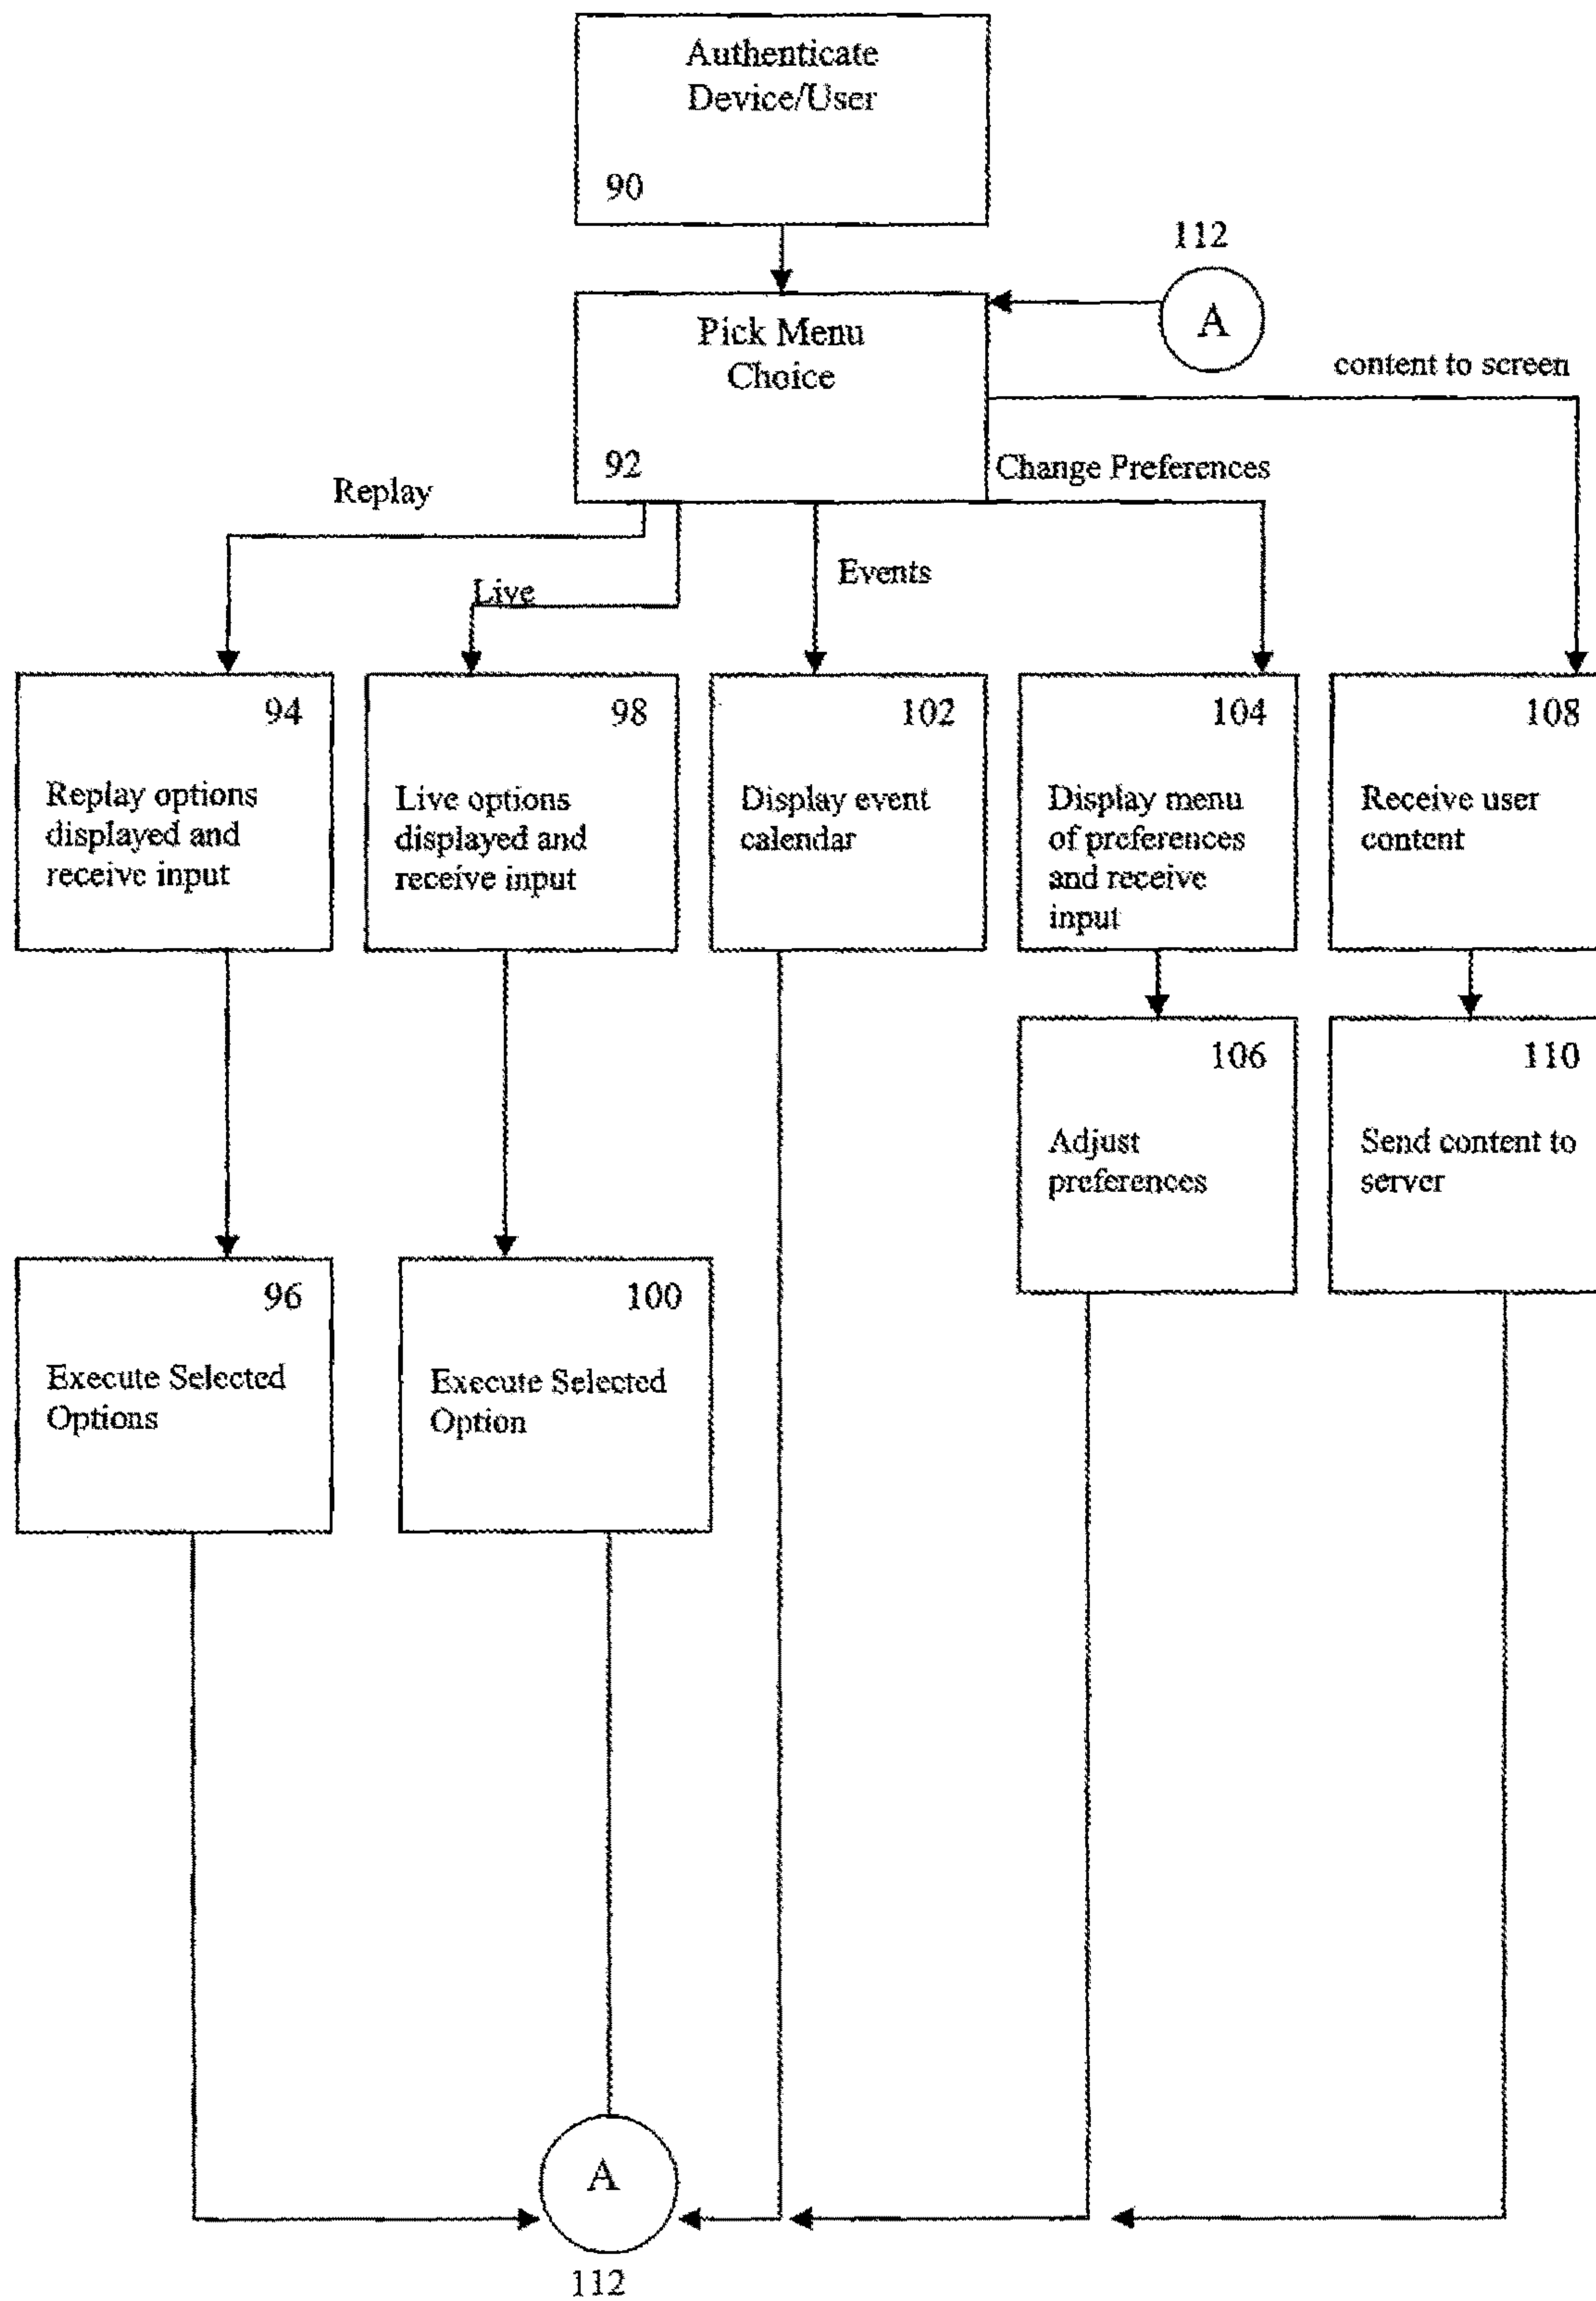 Authenticate
Device/User
90
112
A
Pick Menu
Choice
92
content to screen
Change Preferences
Replay
Live
Events
94
Replay options
displayed and
receive input
98
Live options
displayed and
receive input
102
Display event
calendar
104
Display menu
of preferences
and receive
input
108
Receive user
content
106
Adjust
preferences
110
Send content to
server
96
Execute Selected
Options
100
Execute Selected
Option
A
112